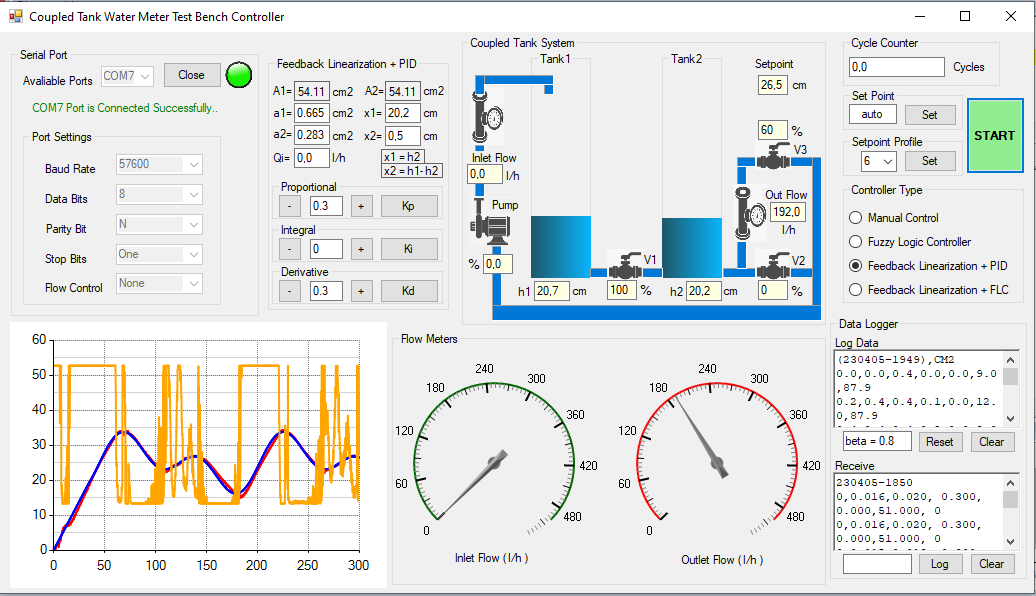 Coupled Tank Water Meter Test Bench Controller
Serial Port
Avaliable Ports COM7 Close
COM7 Port is Connected Successfully..
Port Settings
Baud Rate 57600
Data Bits 8
Parity Bit N
Stop Bits One
Flow Control None
Feedback Linearization + PID
A1= 54.11 cm2 A2= 54.11 cm2
a1= 0.665 cm2 x1= 20,2 cm
a2= 0.283 cm2 x2= 0,5 cm
Qi= 0,0 l/h x1 = h2
x2 = h1- h2
Proportional
- 0.3 + Kp
Integral
- 0 + Ki
Derivative
- 0.3 + Kd
Coupled Tank System
Tank1
Tank2
Setpoint
26,5 cm
60 %
V3
Inlet Flow
0,0 l/h
Pump
% 0,0
Out Flow
192,0
l/h
V1
V2
h1 20,7 cm
100 %
h2 20,2 cm
0 %
Cycle Counter
0,0 Cycles
Set Point
auto Set
Setpoint Profile
6 Set
START
Controller Type
Manual Control
Fuzzy Logic Controller
Feedback Linearization + PID
Feedback Linearization + FLC
60
50
40
30
20
10
0
0 50 100 150 200 250 300
Flow Meters
0 60 120 180 240 300 360 420 480
Inlet Flow ( l/h )
0 60 120 180 240 300 360 420 480
Outlet Flow ( l/h )
Data Logger
Log Data
(230405-1949),CM2
0.0,0.0,0.4,0.0,0.0,9.0
,87.9
0.2,0.4,0.4,0.1,0.0,12.
0,87.9
beta = 0.8 Reset Clear
Receive
230405-1850
0,0.016,0.020, 0.300,
0.000,51.000, 0
0,0.016,0.020, 0.300,
0.000,51.000, 0
Log Clear